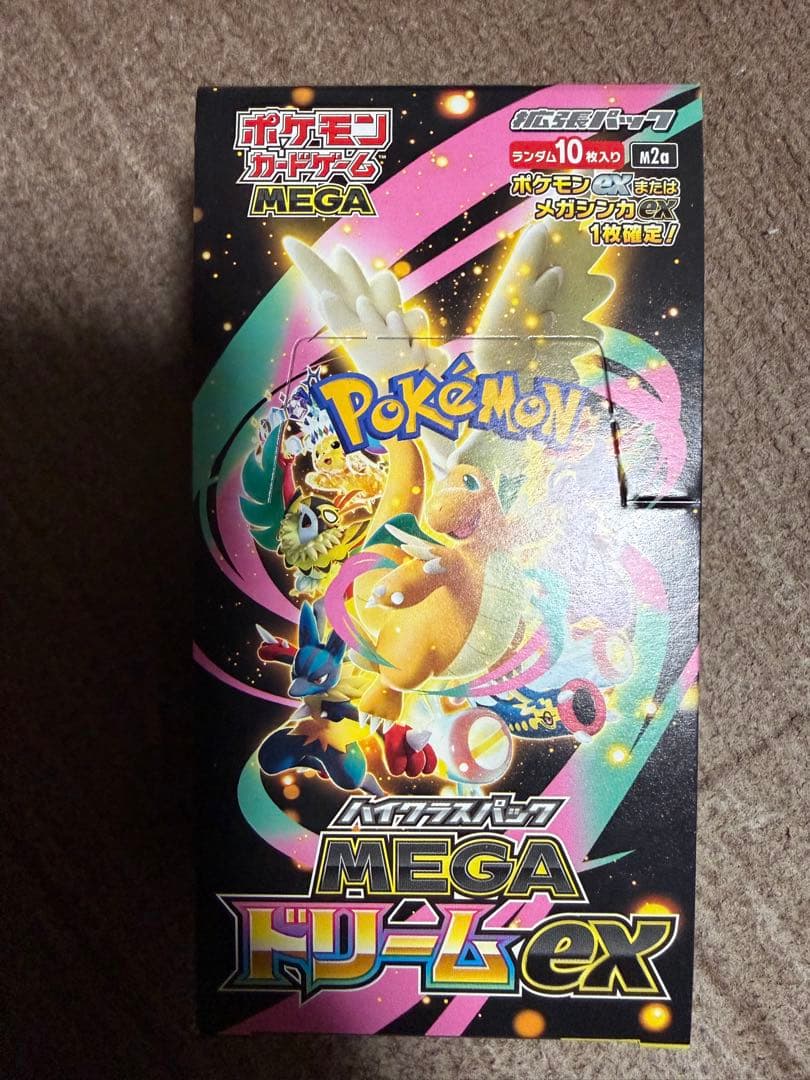 ポケモン
カードゲーム™
MEGA
拡張パック
ランダム10枚入り
M2a
ポケモンexまたは
メガシンカex
1枚確定!
POKéMON
ハイクラスパック
MEGA
ドリームex